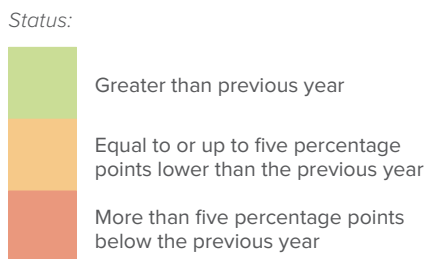 Status:
Greater than previous year
Equal to or up to five percentage
points lower than the previous year
More than five percentage points
below the previous year